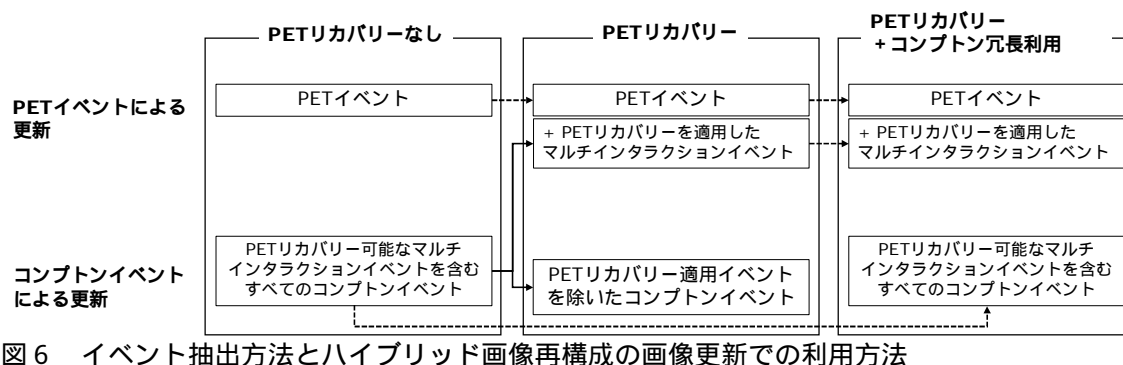 PETリカバリーなし
PETリカバリー
PETリカバリー
+コンプトン冗長利用
PETイベントによる
更新
PETイベント
PETイベント
+ PETリカバリーを適用した
マルチインタラクションイベント
PETイベント
+ PETリカバリーを適用した
マルチインタラクションイベント
コンプトンイベント
による更新
PETリカバリー可能なマルチ
インタラクションイベントを含む
すべてのコンプトンイベント
PETリカバリー適用イベント
を除いたコンプトンイベント
PETリカバリー可能なマルチ
インタラクションイベントを含む
すべてのコンプトンイベント
図6 イベント抽出方法とハイブリッド画像再構成の画像更新での利用方法